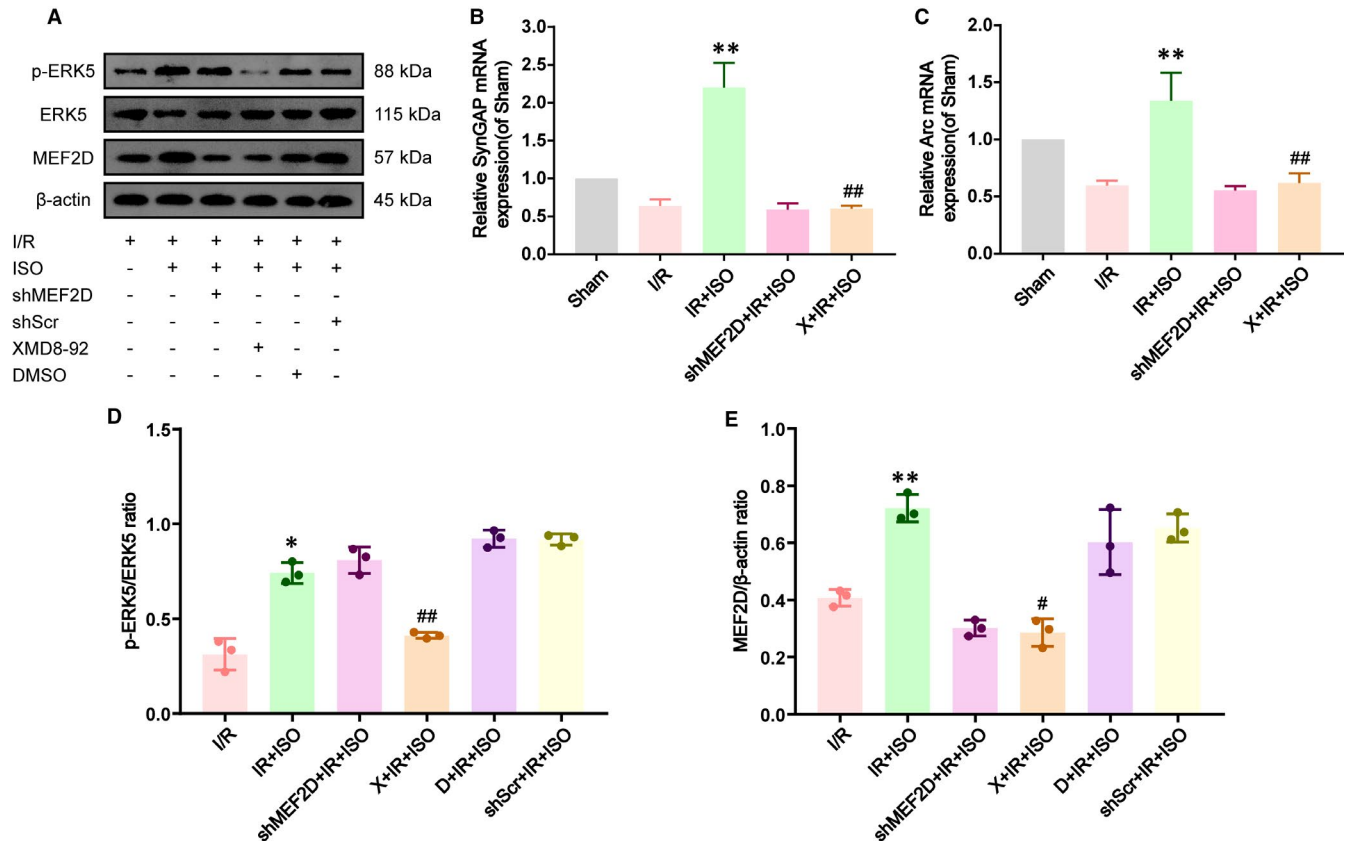 A
p-ERK5 88 kDa
ERK5 115 kDa
MEF2D 57 kDa
β-actin 45 kDa
I/R + + + + + +
ISO - + + + + +
shMEF2D - - + - - -
shScr - - - - - +
XMD8-92 - - - + - -
DMSO - - - - + -
B
Relative SynGAP mRNA
expression(of Sham)
3.0
2.5
2.0
1.5
1.0
0.5
0.0
**
##
Sham
I/R
IR+ISO
shMEF2D+IR+ISO
X+IR+ISO
C
Relative Arc mRNA
expression(of Sham)
2.0
1.5
1.0
0.5
0.0
**
##
Sham
I/R
IR+ISO
shMEF2D+IR+ISO
X+IR+ISO
D
p-ERK5/ERK5 ratio
1.5
1.0
0.5
0.0
*
##
I/R
IR+ISO
shMEF2D+IR+ISO
X+IR+ISO
D+IR+ISO
shScr+IR+ISO
E
MEF2D/β-actin ratio
1.0
0.8
0.6
0.4
0.2
0.0
**
#
I/R
IR+ISO
shMEF2D+IR+ISO
X+IR+ISO
D+IR+ISO
shScr+IR+ISO